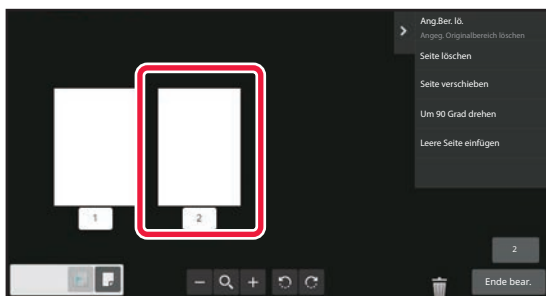 Ang.Ber. lö.
Angeg. Originalbereich löschen
Seite löschen
Seite verschieben
Um 90 Grad drehen
Leere Seite einfügen
1
2
2
Ende bear.